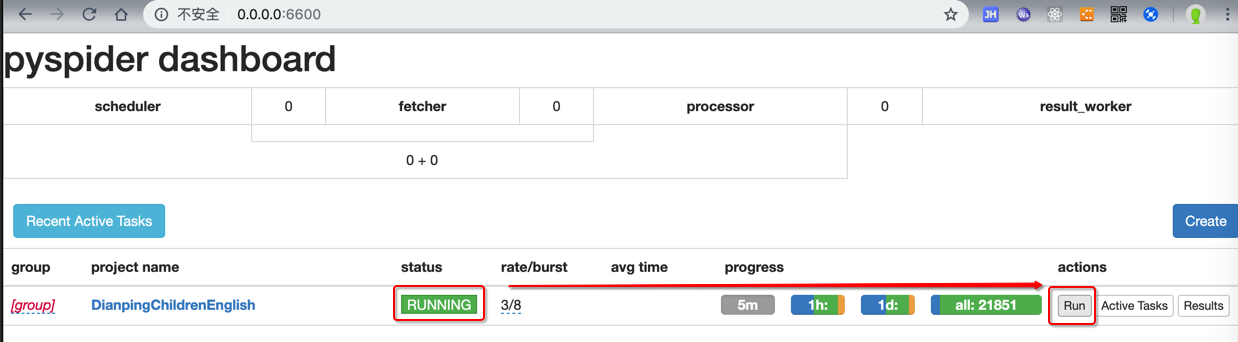 不安全 0.0.0.0:6600
pyspider dashboard
scheduler 0 fetcher 0 processor 0 result_worker
0 + 0
Recent Active Tasks Create
group project name status rate/burst avg time progress actions
[group] DianpingChildrenEnglish RUNNING 3/8 5m 1h: 1d: all: 21851 Run Active Tasks Results